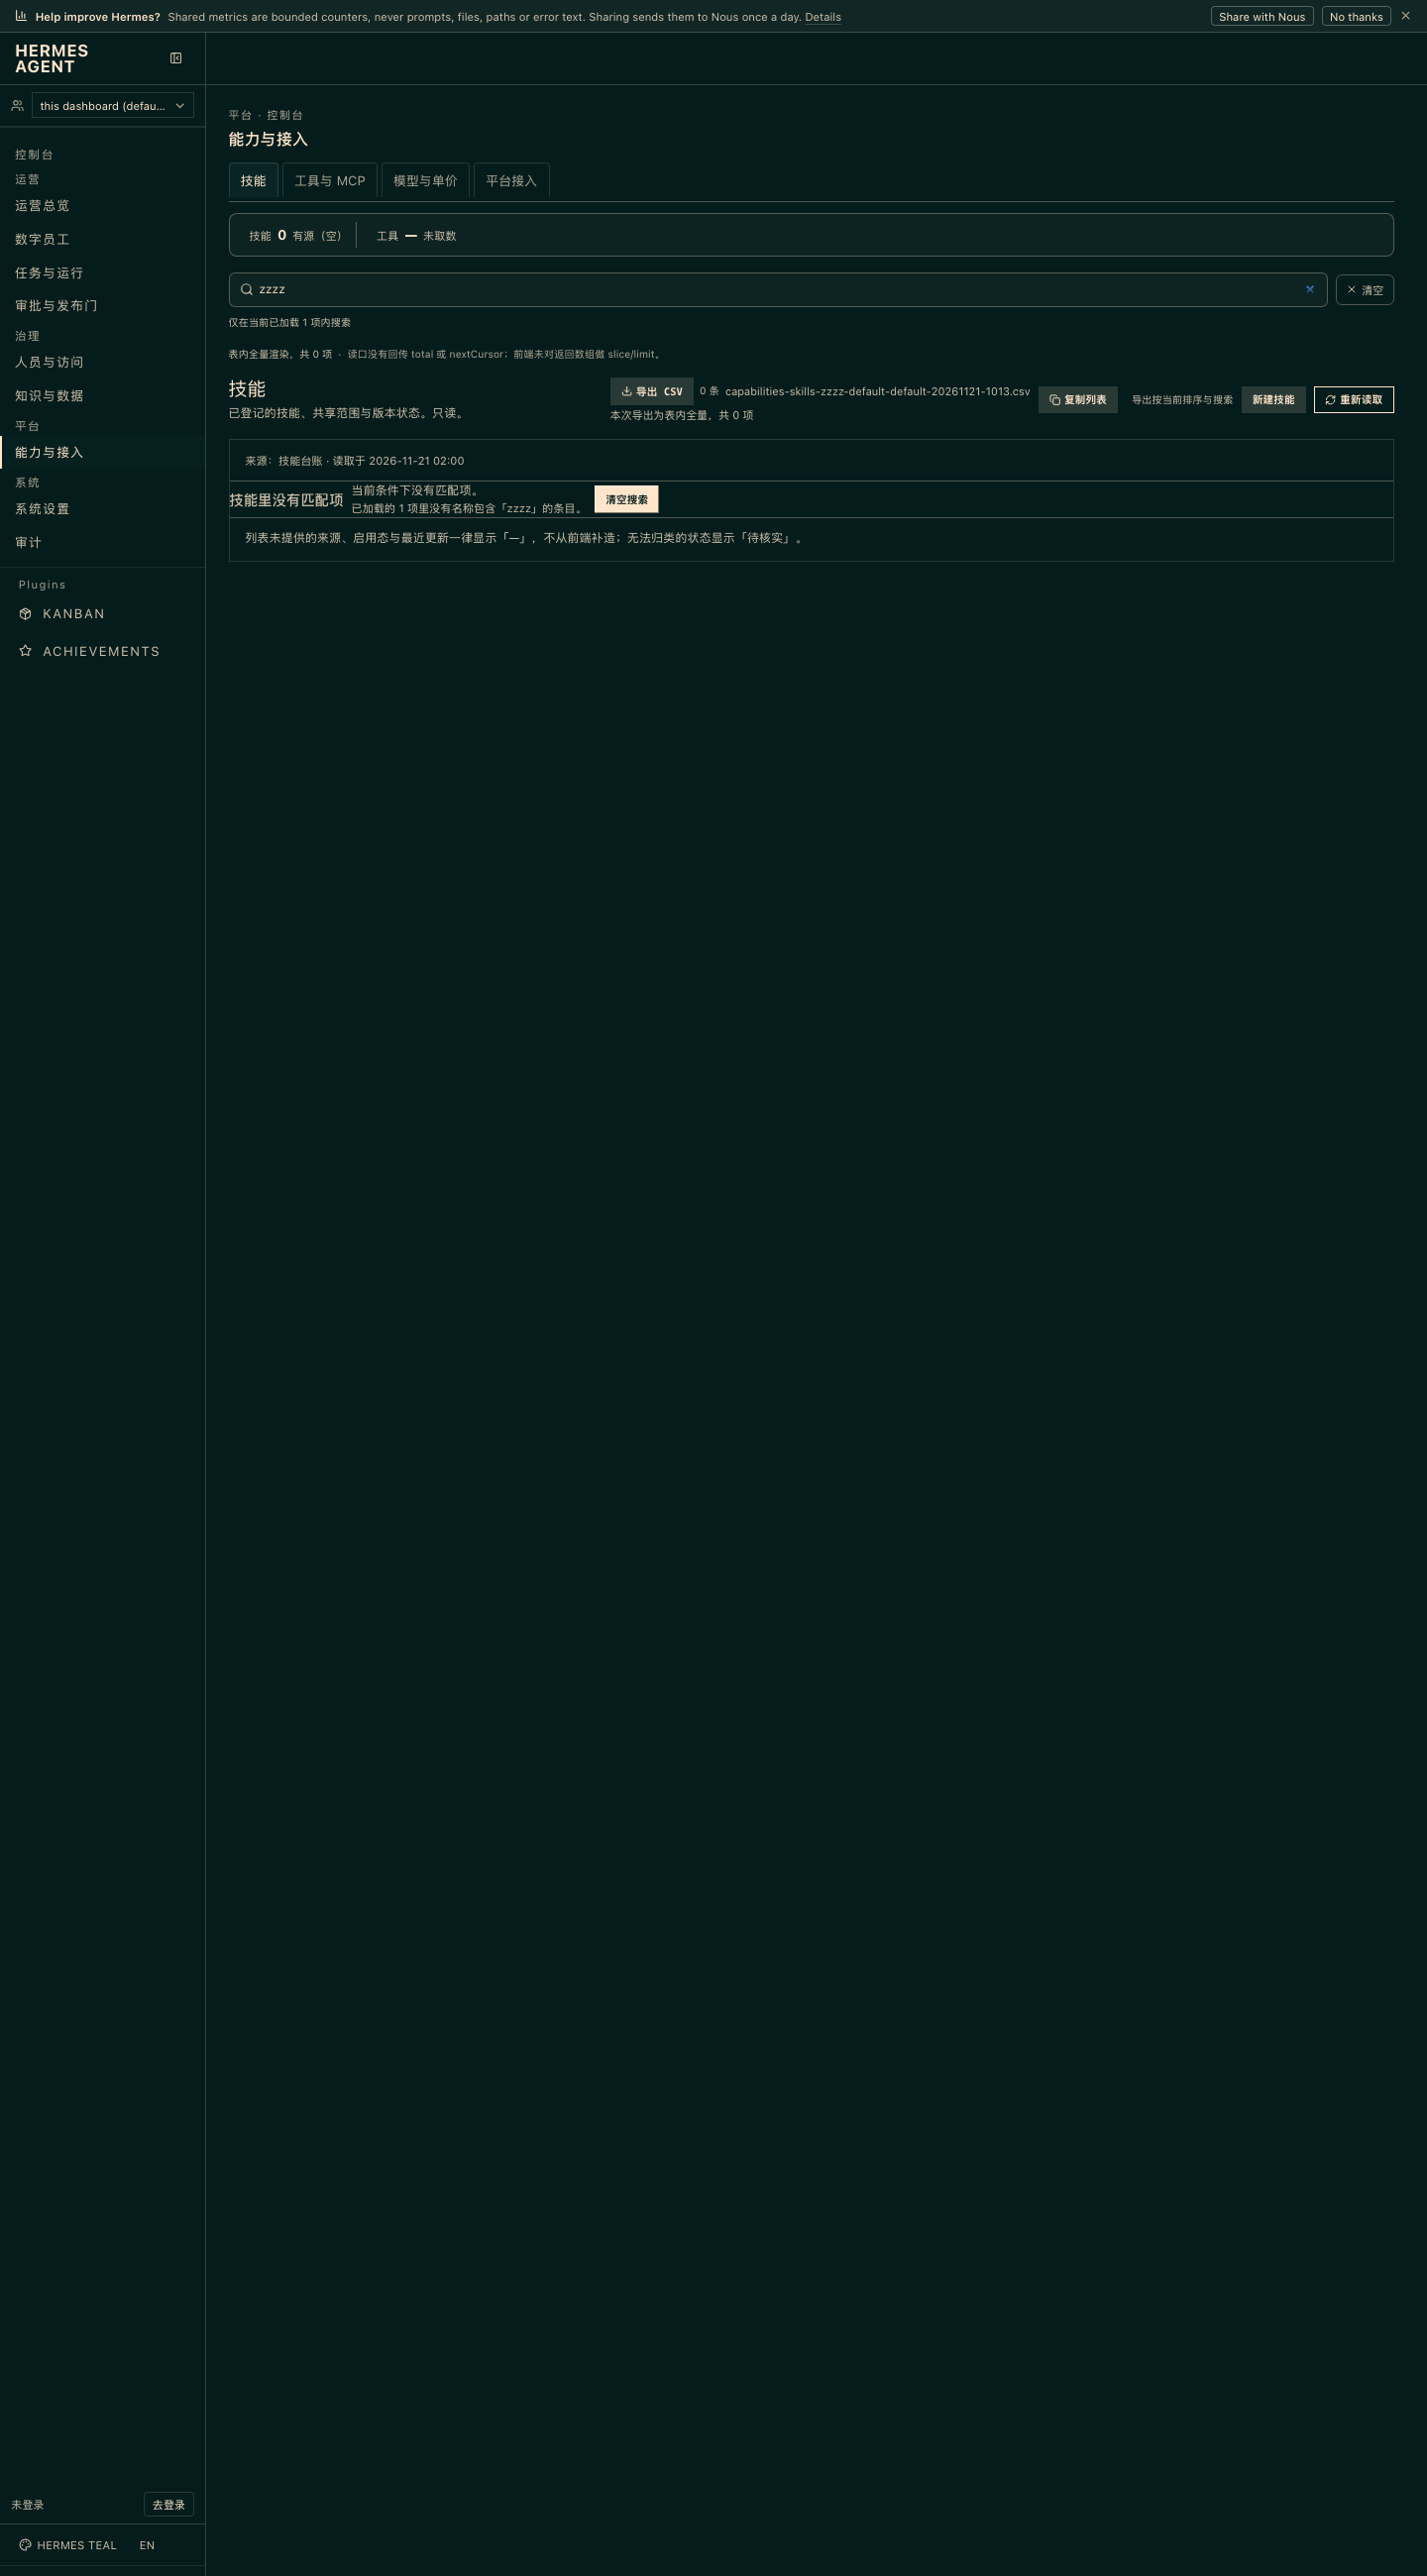 Help improve Hermes? Shared metrics are bounded counters, never prompts, files, paths or error text. Sharing sends them to Nous once a day. Details
Share with Nous
No thanks
HERMES
AGENT
this dashboard (defau...
控制台
运营
运营总览
数字员工
任务与运行
审批与发布门
治理
人员与访问
知识与数据
平台
能力与接入
系统
系统设置
审计
Plugins
KANBAN
ACHIEVEMENTS
未登录
去登录
HERMES TEAL
EN
平台 · 控制台
能力与接入
技能
工具与 MCP
模型与单价
平台接入
技能 0 有源（空）
工具 — 未取数
zzzz
清空
仅在当前已加载 1 项内搜索
表内全量渲染，共 0 项 · 读口没有回传 total 或 nextCursor；前端未对返回数组做 slice/limit。
技能
已登记的技能、共享范围与版本状态。只读。
导出 CSV
0 条
capabilities-skills-zzzz-default-default-20261121-1013.csv
本次导出为表内全量，共 0 项
复制列表
导出按当前排序与搜索
新建技能
重新读取
来源：技能台账 · 读取于 2026-11-21 02:00
技能里没有匹配项
当前条件下没有匹配项。
已加载的 1 项里没有名称包含「zzzz」的条目。
清空搜索
列表未提供的来源、启用态与最近更新一律显示「—」，不从前端补造；无法归类的状态显示「待核实」。